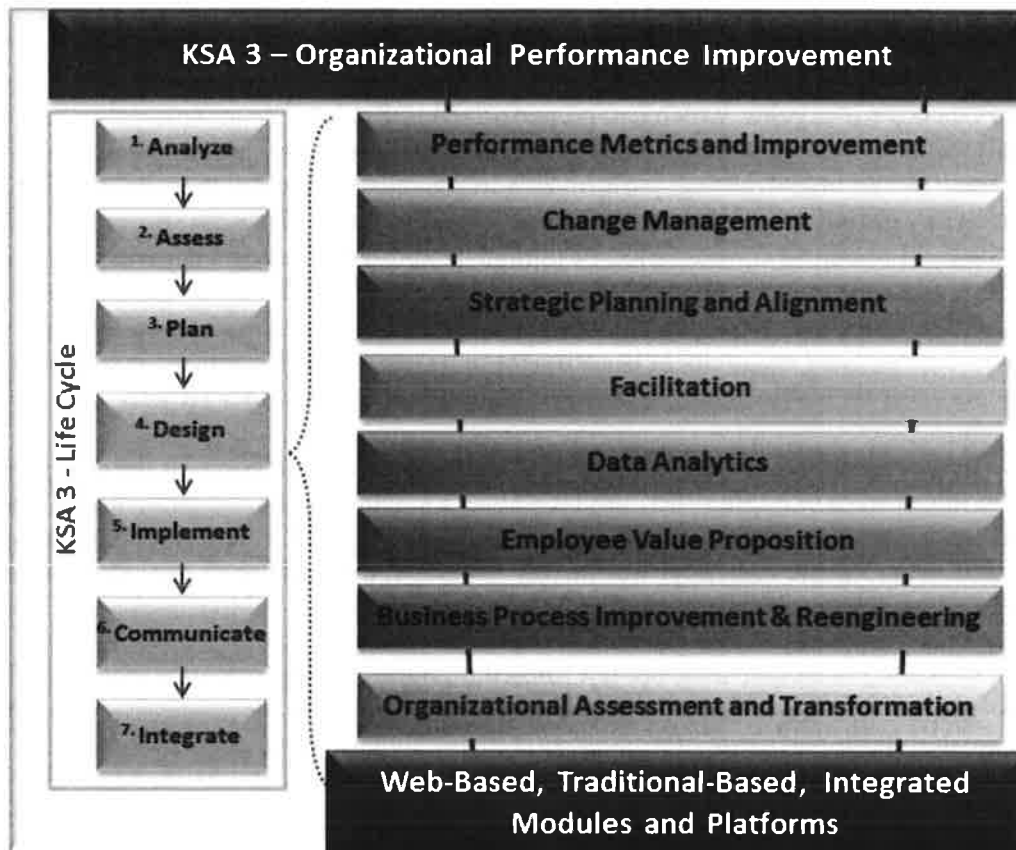 KSA 3 – Organizational Performance Improvement
KSA 3 - Life Cycle
1. Analyze
2. Assess
3. Plan
4. Design
5. Implement
6. Communicate
7. Integrate
Performance Metrics and Improvement
Change Management
Strategic Planning and Alignment
Facilitation
Data Analytics
Employee Value Proposition
Business Process Improvement & Reengineering
Organizational Assessment and Transformation
Web-Based, Traditional-Based, Integrated
Modules and Platforms